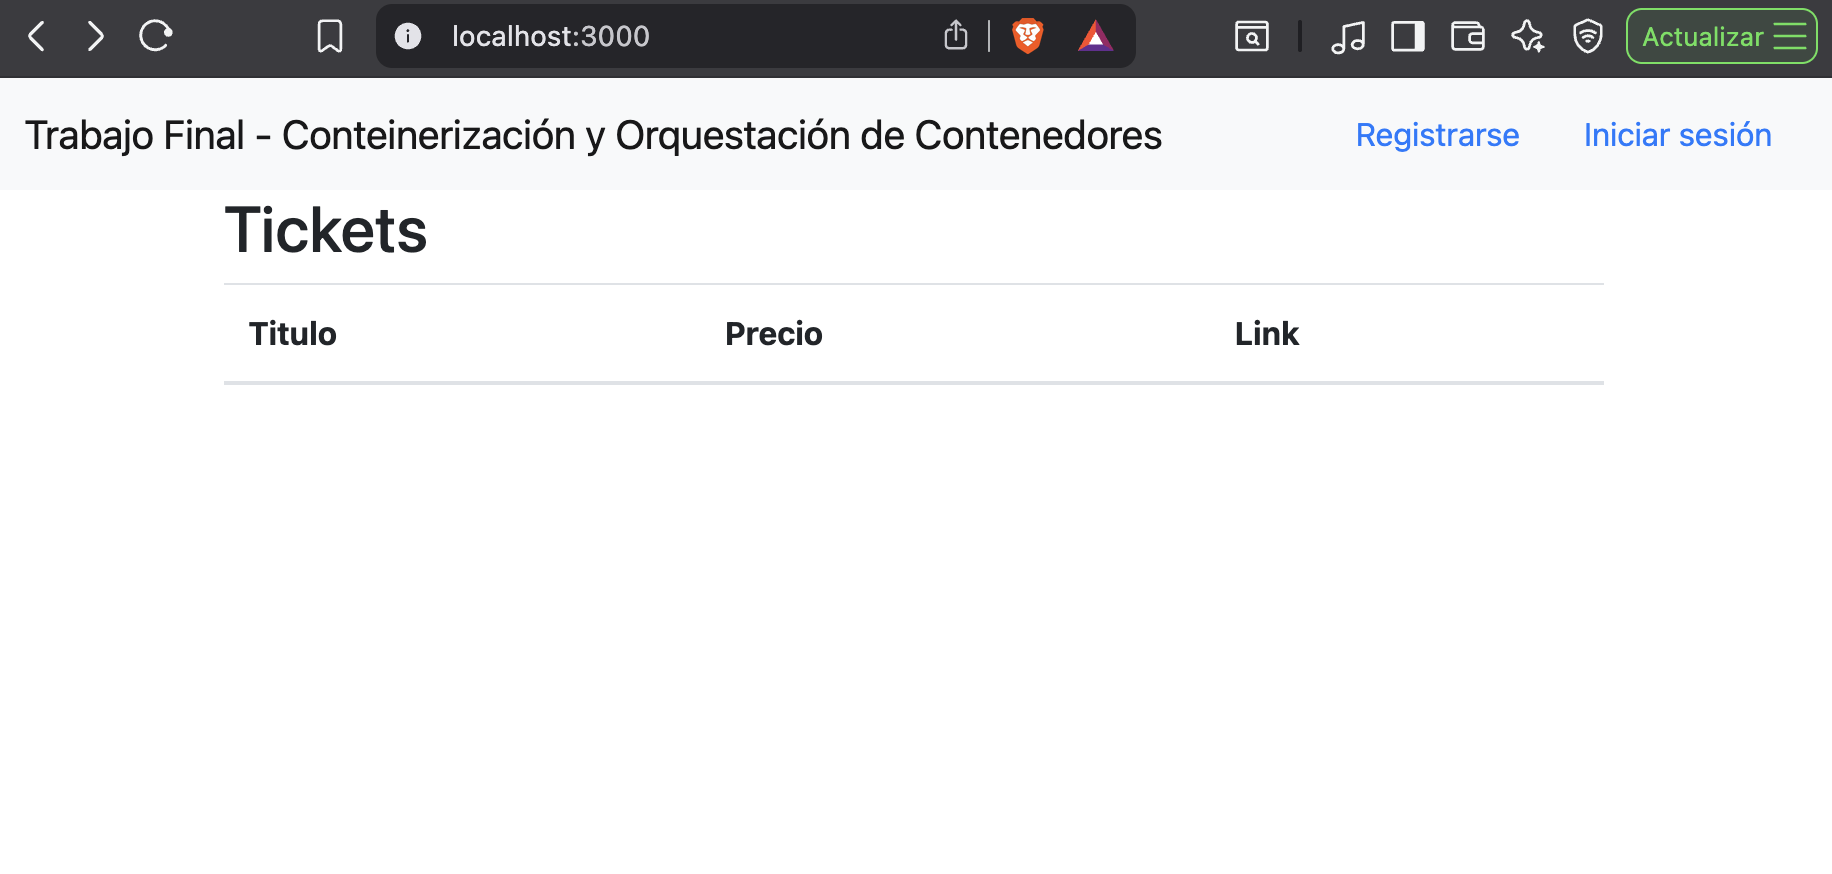 localhost:3000
Actualizar
Trabajo Final - Conteinerización y Orquestación de Contenedores
Registrarse
Iniciar sesión
Tickets
Titulo Precio Link